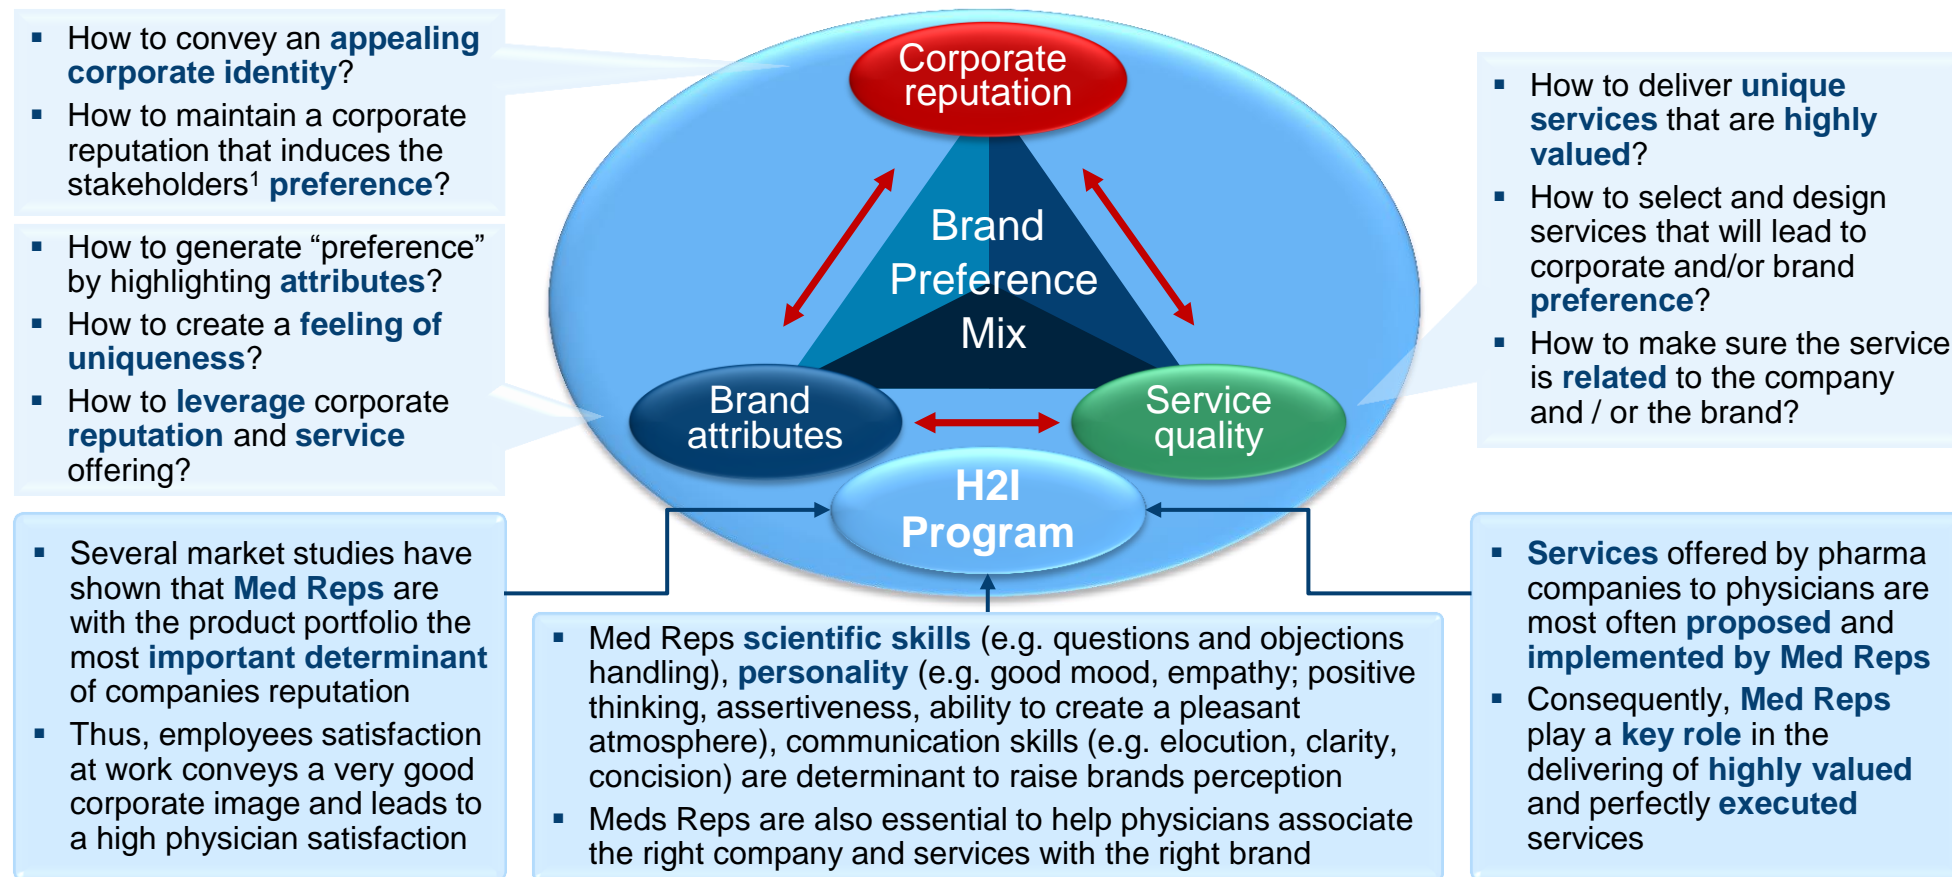 ▪ How to convey an appealing
corporate identity?
▪ How to maintain a corporate
reputation that induces the
stakeholders¹ preference?
▪ How to generate “preference”
by highlighting attributes?
▪ How to create a feeling of
uniqueness?
▪ How to leverage corporate
reputation and service
offering?
Corporate
reputation
Brand
Preference
Mix
Brand
attributes
Service
quality
H2I
Program
▪ How to deliver unique
services that are highly
valued?
▪ How to select and design
services that will lead to
corporate and/or brand
preference?
▪ How to make sure the service
is related to the company
and / or the brand?
▪ Several market studies have
shown that Med Reps are
with the product portfolio the
most important determinant
of companies reputation
▪ Thus, employees satisfaction
at work conveys a very good
corporate image and leads to
a high physician satisfaction
▪ Med Reps scientific skills (e.g. questions and objections
handling), personality (e.g. good mood, empathy; positive
thinking, assertiveness, ability to create a pleasant
atmosphere), communication skills (e.g. elocution, clarity,
concision) are determinant to raise brands perception
▪ Meds Reps are also essential to help physicians associate
the right company and services with the right brand
▪ Services offered by pharma
companies to physicians are
most often proposed and
implemented by Med Reps
▪ Consequently, Med Reps
play a key role in the
delivering of highly valued
and perfectly executed
services